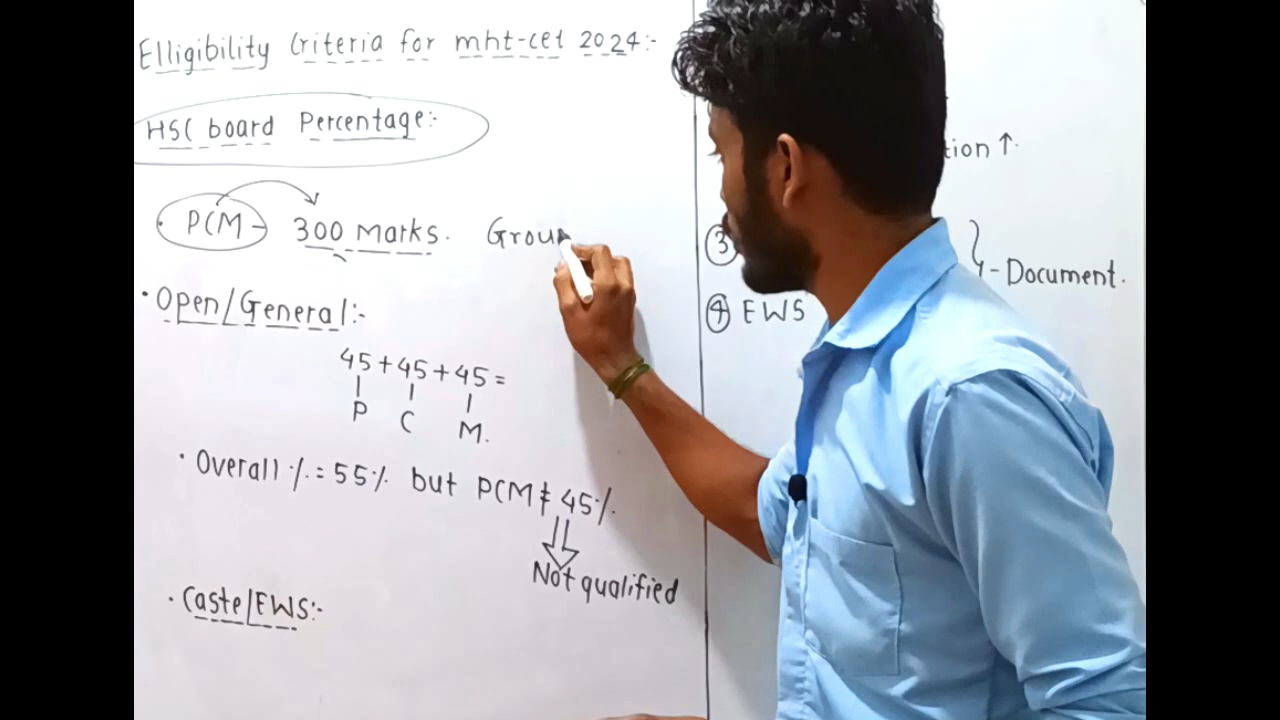 Elligibility Criteria for mht-cet 2024:-
HSC board Percentage:-
· PCM - 300 Marks. Group
· Open/General:-
45 + 45 + 45 =
P C M.
· Overall % = 55% but PCM ≠ 45%.
Not qualified
· Caste/EWS:-
tion ↑.
③
④ EWS
} - Document.